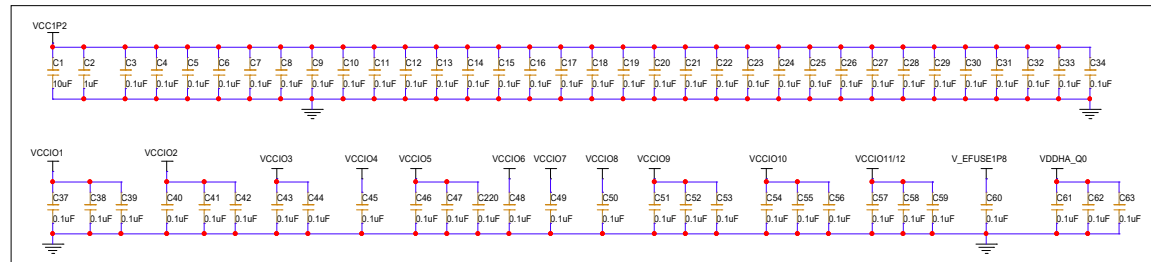 VCC1P2
C1 C2 C3 C4 C5 C6 C7 C8 C9 C10 C11 C12 C13 C14 C15 C16 C17 C18 C19 C20 C21 C22 C23 C24 C25 C26 C27 C28 C29 C30 C31 C32 C33 C34
10uF 1uF 0.1uF 0.1uF 0.1uF 0.1uF 0.1uF 0.1uF 0.1uF 0.1uF 0.1uF 0.1uF 0.1uF 0.1uF 0.1uF 0.1uF 0.1uF 0.1uF 0.1uF 0.1uF 0.1uF 0.1uF 0.1uF 0.1uF 0.1uF 0.1uF 0.1uF 0.1uF 0.1uF 0.1uF 0.1uF 0.1uF 0.1uF 0.1uF
VCCIO1 VCCIO2 VCCIO3 VCCIO4 VCCIO5 VCCIO6 VCCIO7 VCCIO8 VCCIO9 VCCIO10 VCCIO11/12 V_EFUSE1P8 VDDHA_Q0
C37 C38 C39 C40 C41 C42 C43 C44 C45 C46 C47 C220 C48 C49 C50 C51 C52 C53 C54 C55 C56 C57 C58 C59 C60 C61 C62 C63
0.1uF 0.1uF 0.1uF 0.1uF 0.1uF 0.1uF 0.1uF 0.1uF 0.1uF 0.1uF 0.1uF 0.1uF 0.1uF 0.1uF 0.1uF 0.1uF 0.1uF 0.1uF 0.1uF 0.1uF 0.1uF 0.1uF 0.1uF 0.1uF 0.1uF 0.1uF 0.1uF 0.1uF